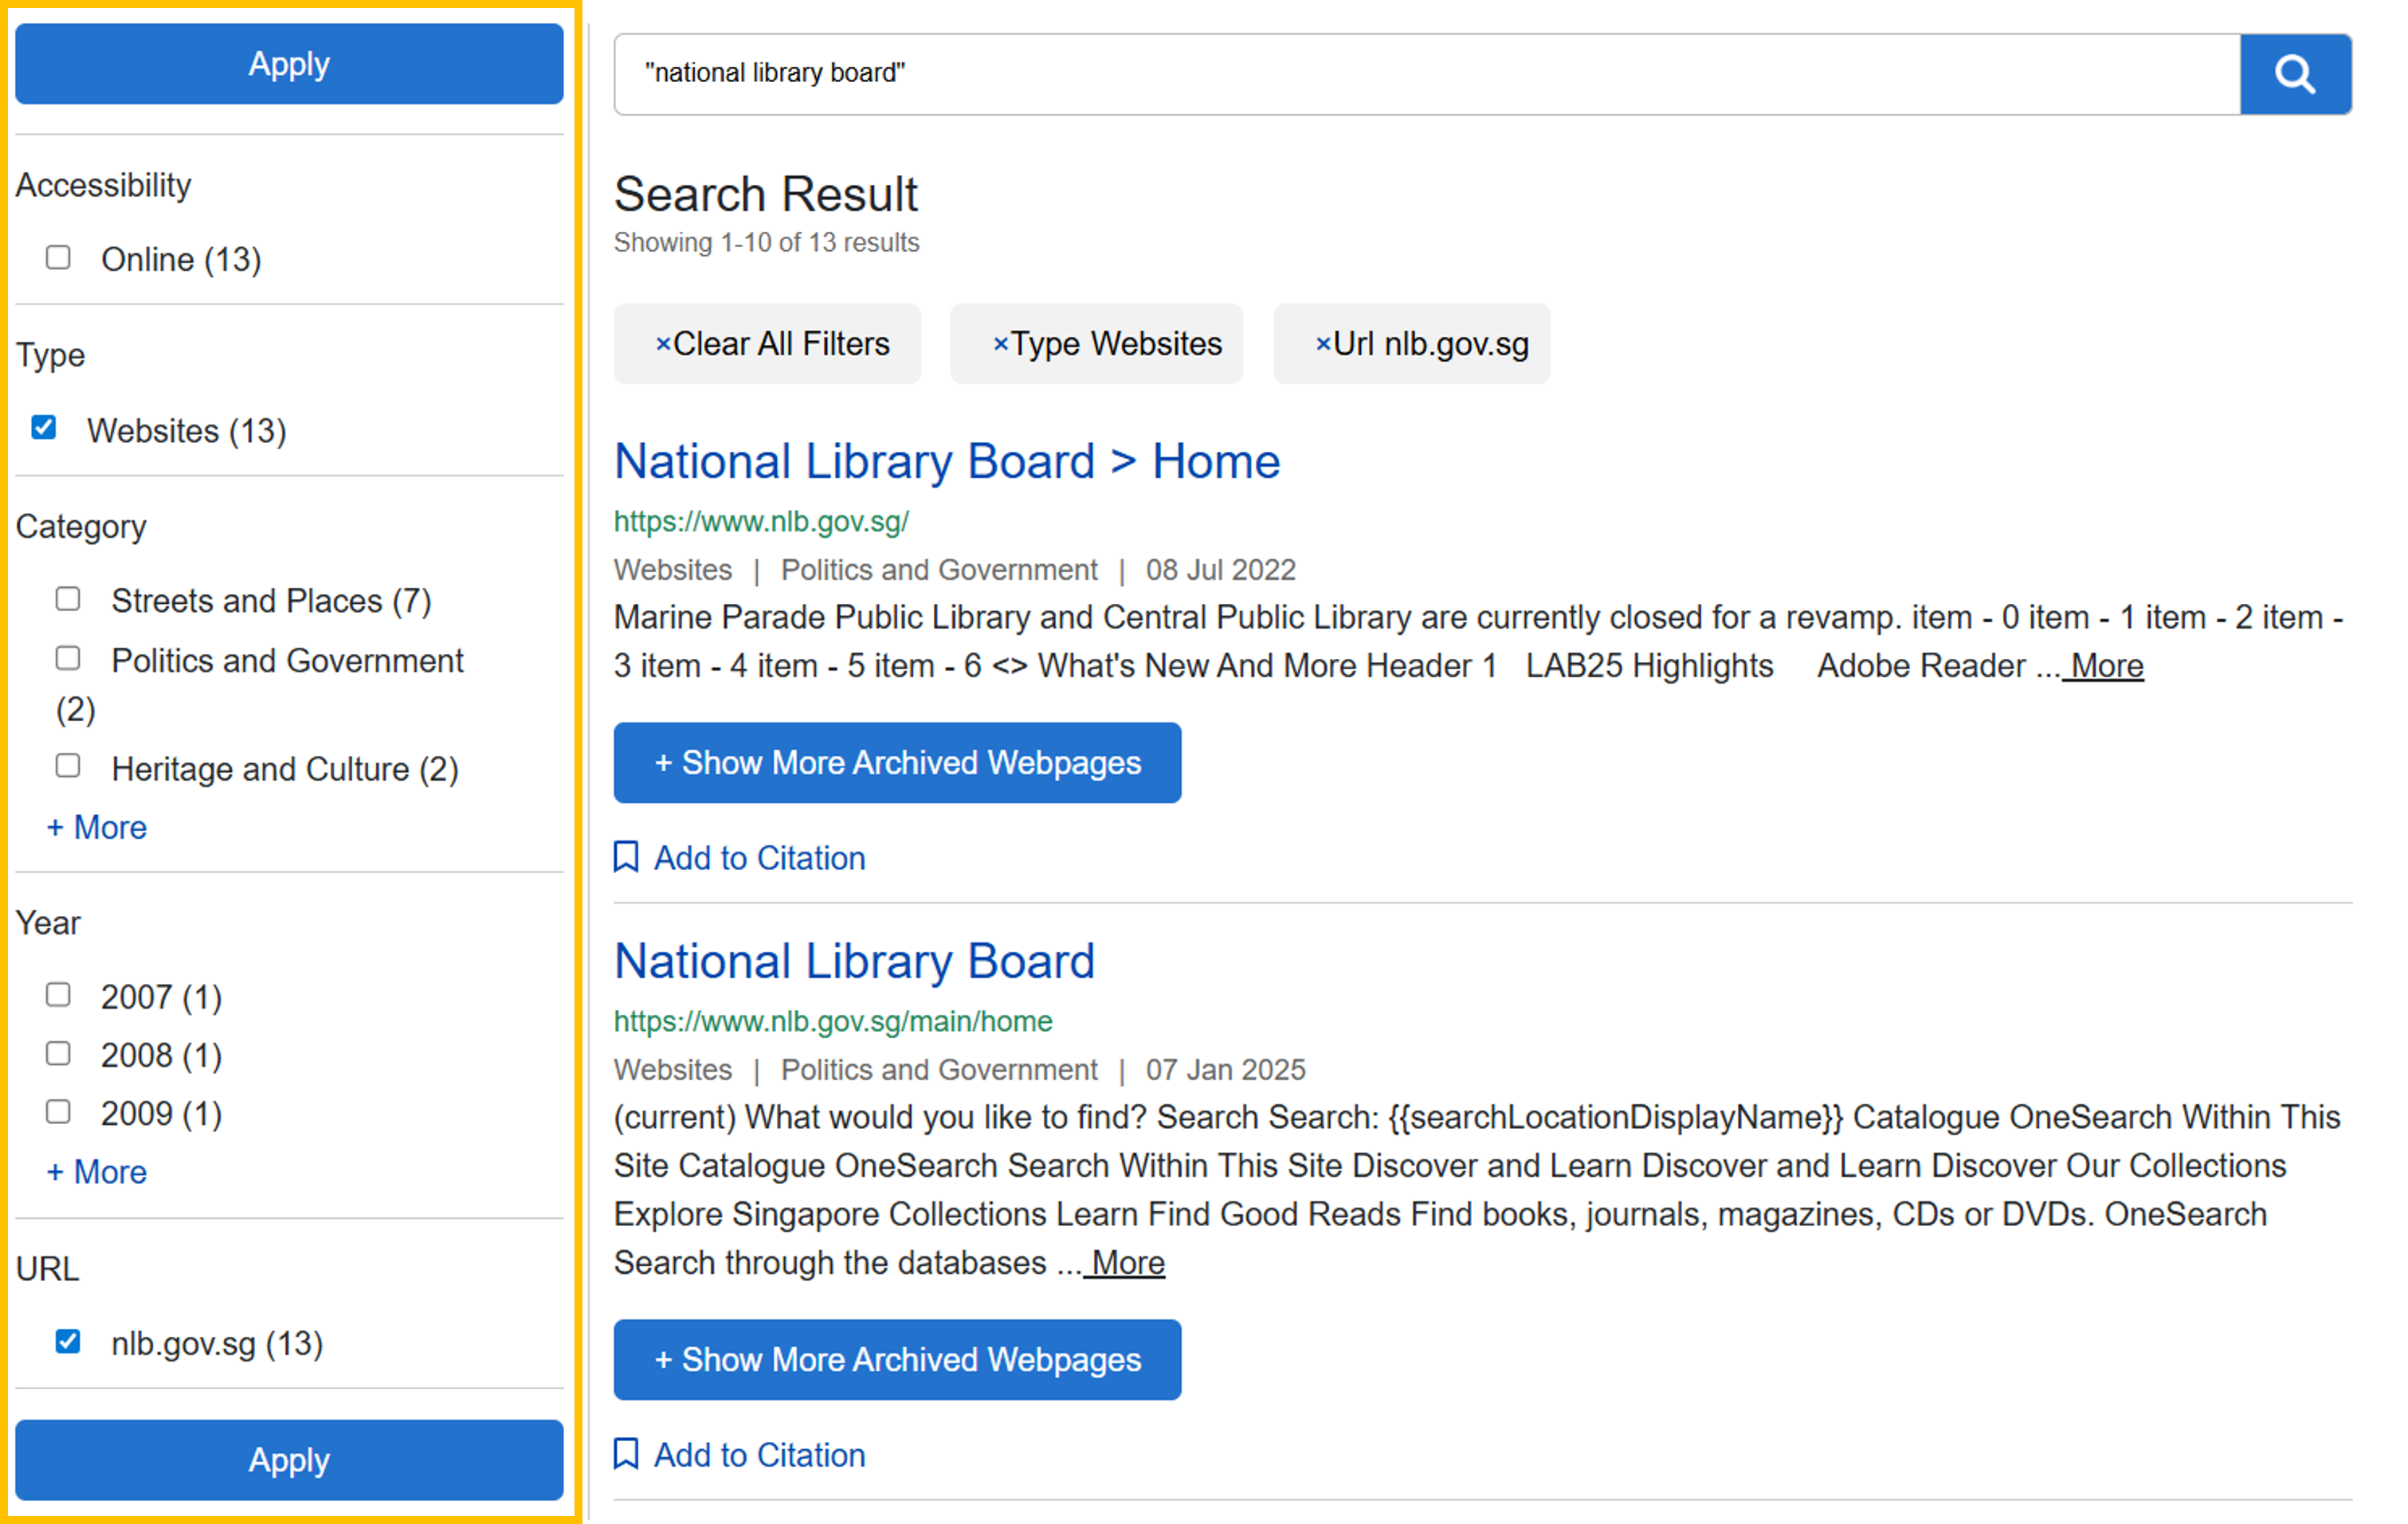 Apply
Accessibility
Online (13)
Type
Websites (13)
Category
Streets and Places (7)
Politics and Government
(2)
Heritage and Culture (2)
+ More
Year
2007 (1)
2008 (1)
2009 (1)
+ More
URL
nlb.gov.sg (13)
Apply
"national library board"
Search Result
Showing 1-10 of 13 results
×Clear All Filters
×Type Websites
×Url nlb.gov.sg
National Library Board > Home
https://www.nlb.gov.sg/
Websites | Politics and Government | 08 Jul 2022
Marine Parade Public Library and Central Public Library are currently closed for a revamp. item - 0 item - 1 item - 2 item -
3 item - 4 item - 5 item - 6 <> What's New And More Header 1 LAB25 Highlights Adobe Reader ... More
+ Show More Archived Webpages
Add to Citation
National Library Board
https://www.nlb.gov.sg/main/home
Websites | Politics and Government | 07 Jan 2025
(current) What would you like to find? Search Search: {{searchLocationDisplayName}} Catalogue OneSearch Within This
Site Catalogue OneSearch Search Within This Site Discover and Learn Discover and Learn Discover Our Collections
Explore Singapore Collections Learn Find Good Reads Find books, journals, magazines, CDs or DVDs. OneSearch
Search through the databases ... More
+ Show More Archived Webpages
Add to Citation